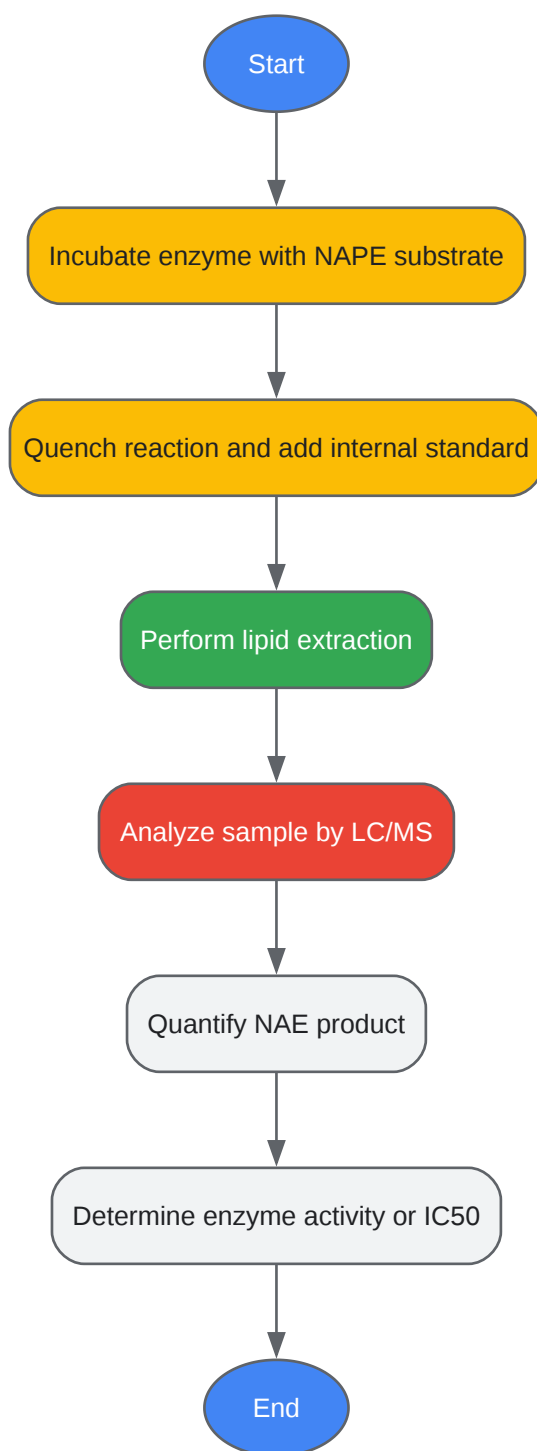 Start
Incubate enzyme with NAPE substrate
Quench reaction and add internal standard
Perform lipid extraction
Analyze sample by LC/MS
Quantify NAE product
Determine enzyme activity or IC50
End